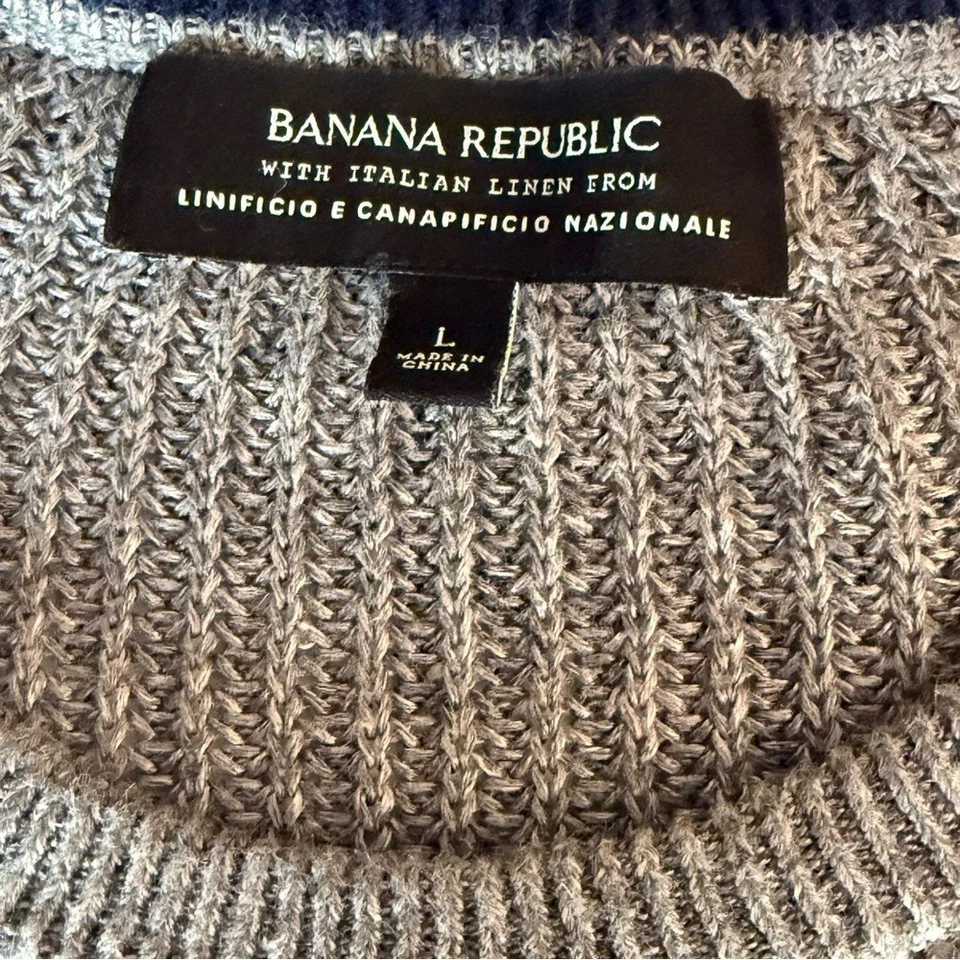 BANANA REPUBLIC
WITH ITALIAN LINEN FROM
LINIFICIO E CANAPIFICIO NAZIONALE
L
MADE IN
CHINA